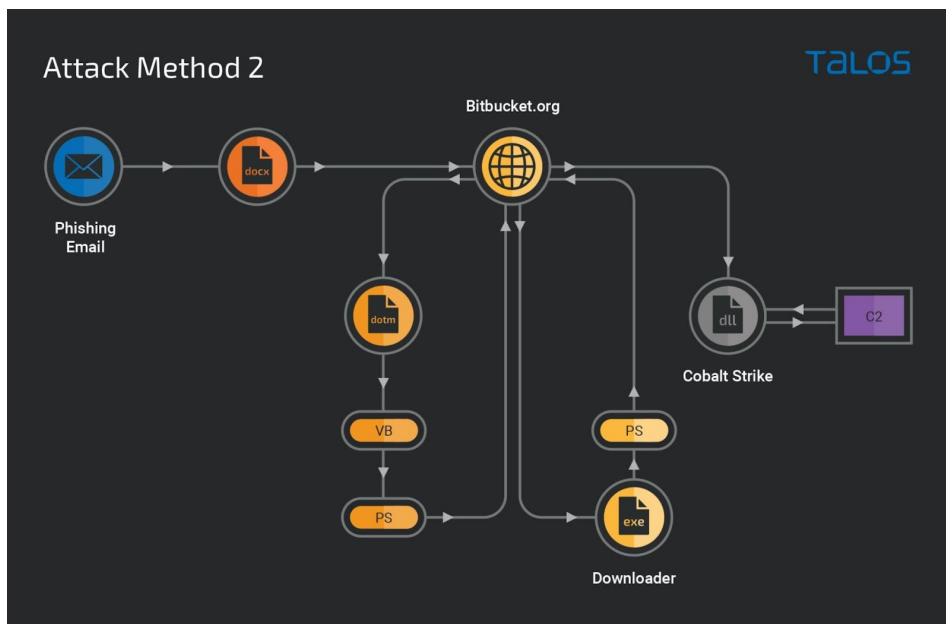 Attack Method 2
TALOS
Bitbucket.org
docx
Phishing
Email
dotm
dll
C2
Cobalt Strike
VB
PS
PS
exe
Downloader